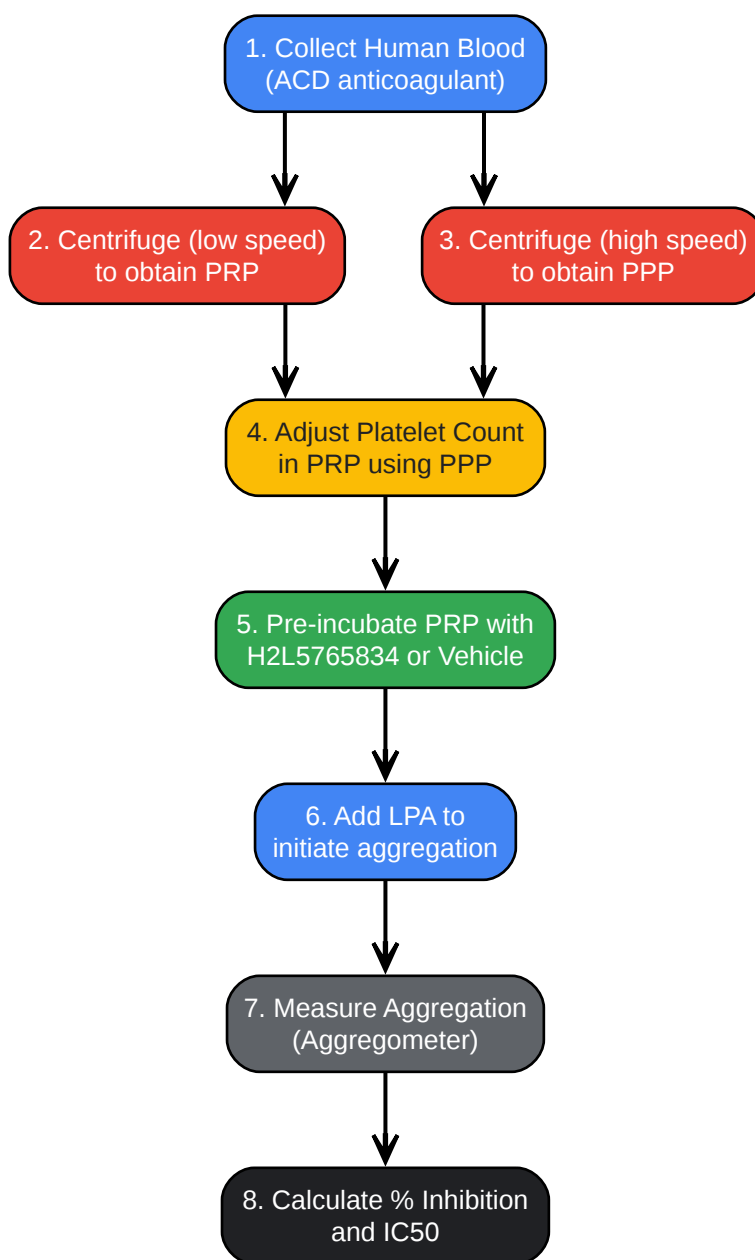 1. Collect Human Blood
(ACD anticoagulant)
2. Centrifuge (low speed)
to obtain PRP
3. Centrifuge (high speed)
to obtain PPP
4. Adjust Platelet Count
in PRP using PPP
5. Pre-incubate PRP with
H2L5765834 or Vehicle
6. Add LPA to
initiate aggregation
7. Measure Aggregation
(Aggregometer)
8. Calculate % Inhibition
and IC50